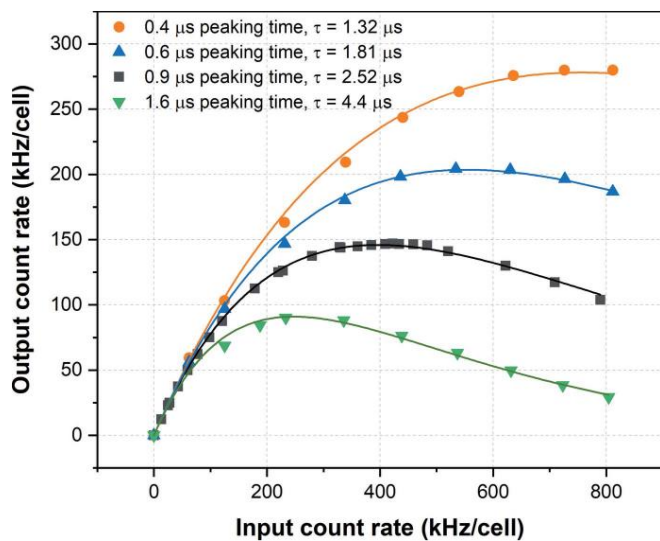 0.4 μs peaking time, τ = 1.32 μs
0.6 μs peaking time, τ = 1.81 μs
0.9 μs peaking time, τ = 2.52 μs
1.6 μs peaking time, τ = 4.4 μs
Output count rate (kHz/cell)
300
250
200
150
100
50
0
0 200 400 600 800
Input count rate (kHz/cell)